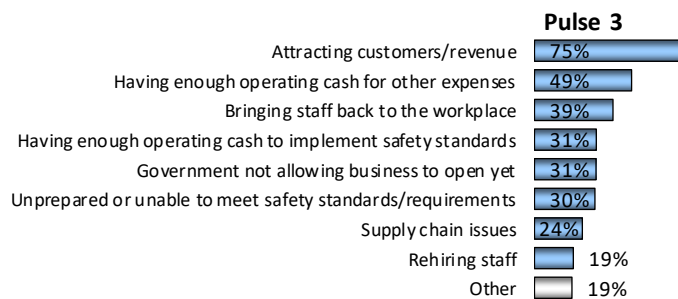 Pulse 3
Attracting customers/revenue 75%
Having enough operating cash for other expenses 49%
Bringing staff back to the workplace 39%
Having enough operating cash to implement safety standards 31%
Government not allowing business to open yet 31%
Unprepared or unable to meet safety standards/requirements 30%
Supply chain issues 24%
Rehiring staff 19%
Other 19%